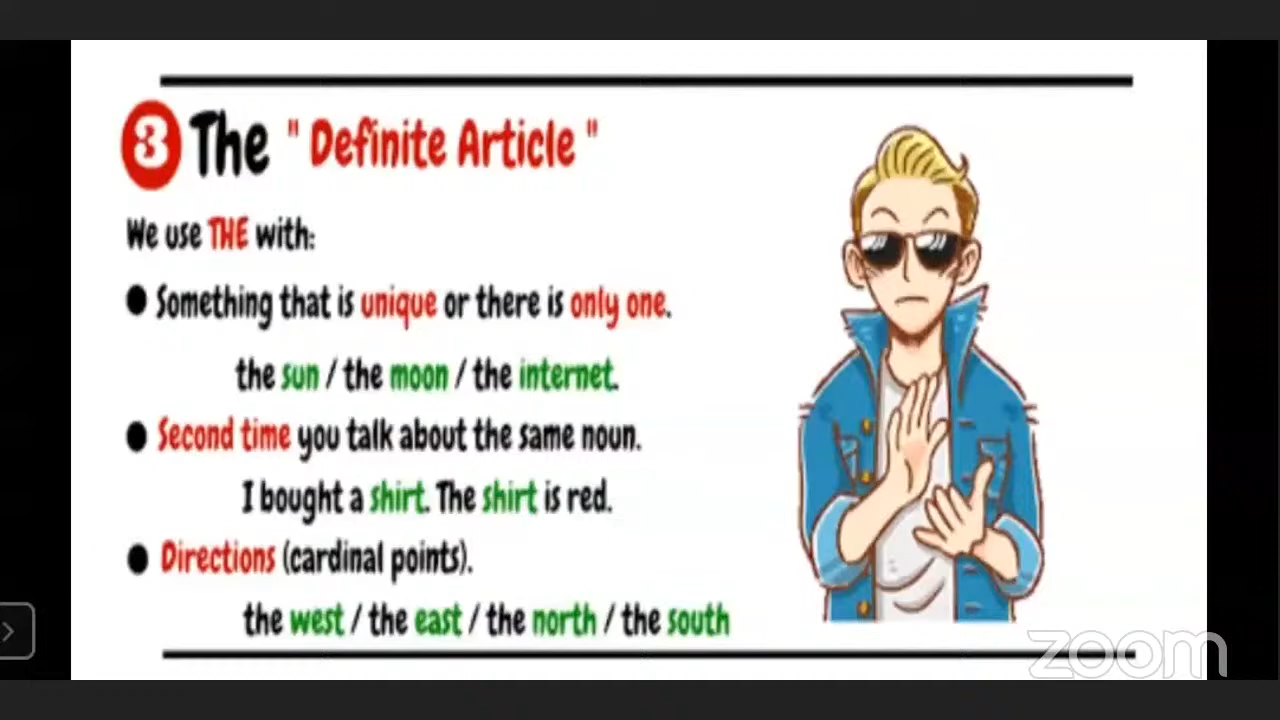 3 The " Definite Article "
We use THE with:
● Something that is unique or there is only one.
the sun / the moon / the internet.
● Second time you talk about the same noun.
I bought a shirt. The shirt is red.
● Directions (cardinal points).
the west / the east / the north / the south
zoom